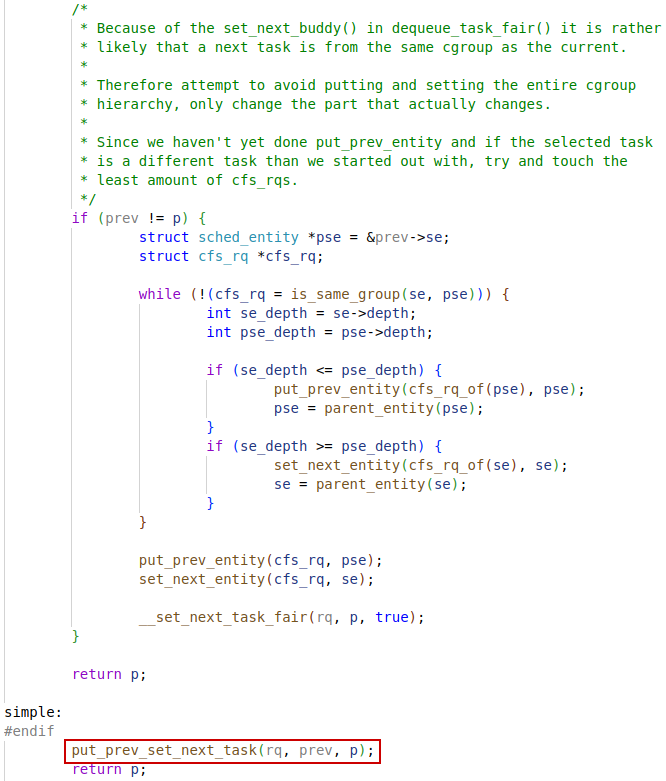 /*
 * Because of the set_next_buddy() in dequeue_task_fair() it is rather
 * likely that a next task is from the same cgroup as the current.
 *
 * Therefore attempt to avoid putting and setting the entire cgroup
 * hierarchy, only change the part that actually changes.
 *
 * Since we haven't yet done put_prev_entity and if the selected task
 * is a different task than we started out with, try and touch the
 * least amount of cfs_rqs.
 */
if (prev != p) {
struct sched_entity *pse = &prev->se;
struct cfs_rq *cfs_rq;
while (!(cfs_rq = is_same_group(se, pse))) {
int se_depth = se->depth;
int pse_depth = pse->depth;
if (se_depth <= pse_depth) {
put_prev_entity(cfs_rq_of(pse), pse);
pse = parent_entity(pse);
}
if (se_depth >= pse_depth) {
set_next_entity(cfs_rq_of(se), se);
se = parent_entity(se);
}
}
put_prev_entity(cfs_rq, pse);
set_next_entity(cfs_rq, se);
__set_next_task_fair(rq, p, true);
}
return p;
simple:
#endif
put_prev_set_next_task(rq, prev, p);
return p;